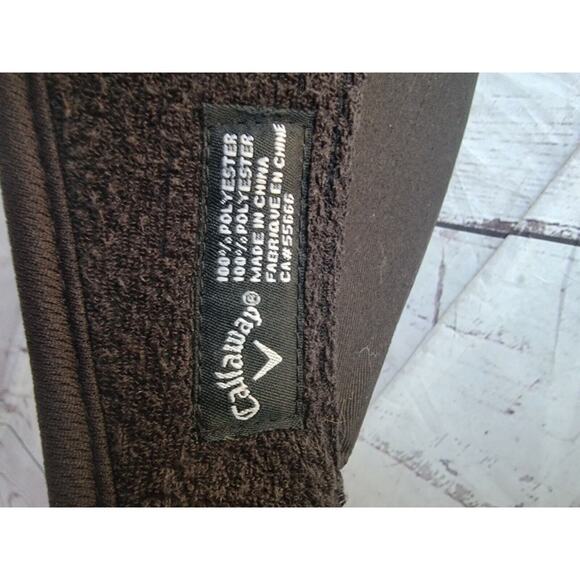 Callaway®
100% POLYESTER
100% POLYESTER
MADE IN CHINA
FABRIQUE EN CHINE
CA# 55666